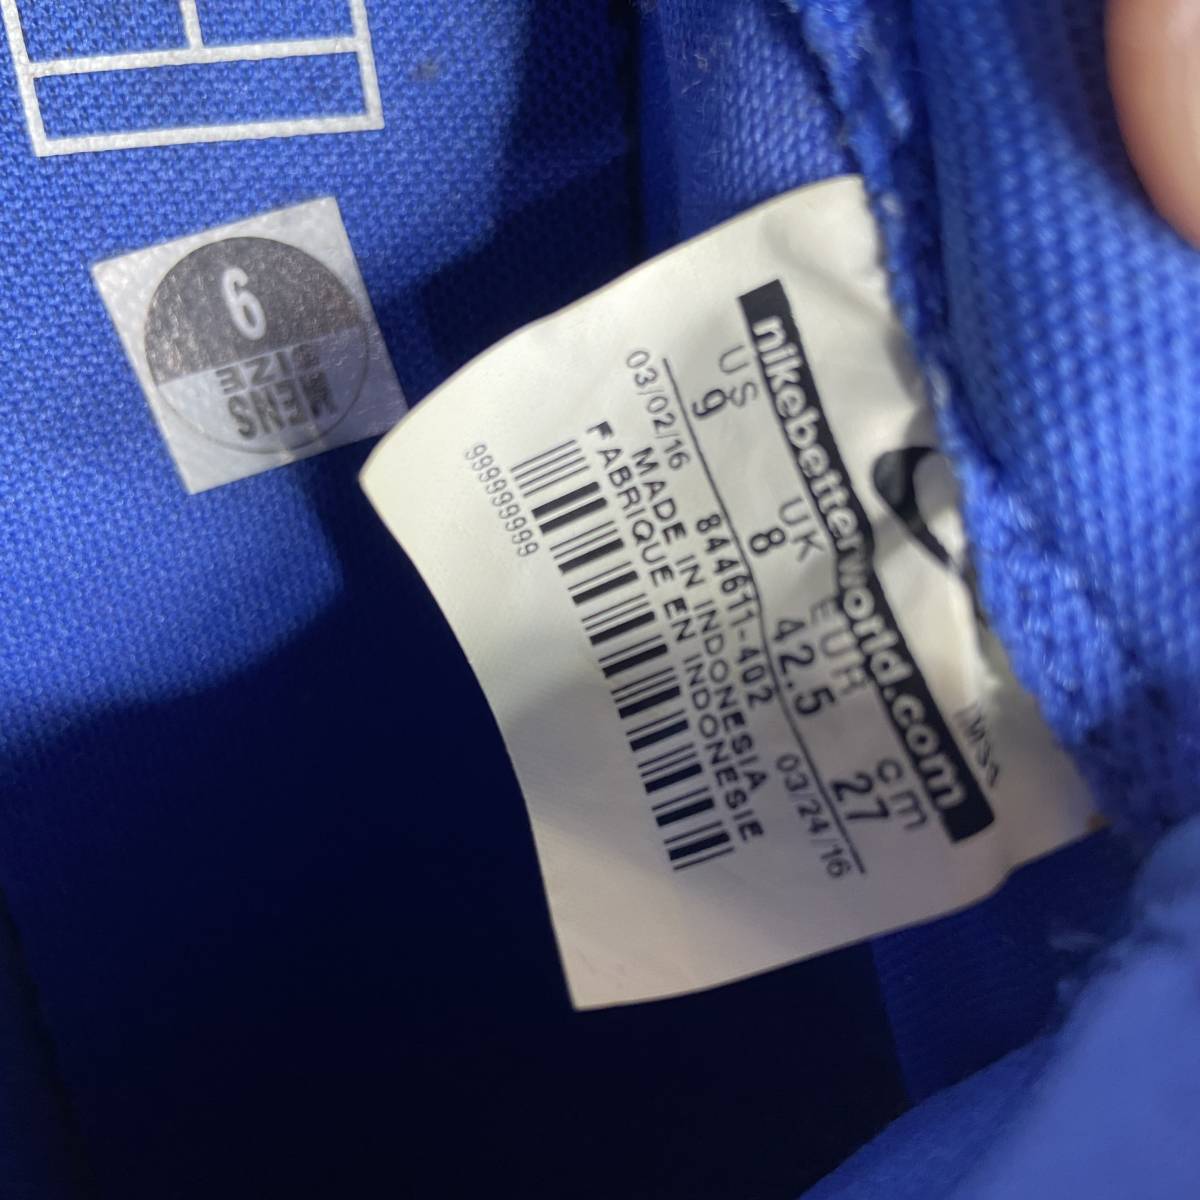 9
MENS
SIZE
nikebetterworld.com
US UK EUR cm
9 8 42.5 27
03/02/16 844611-402 03/24/16
MADE IN INDONESIA
FABRIQUE EN INDONESIE
999999999